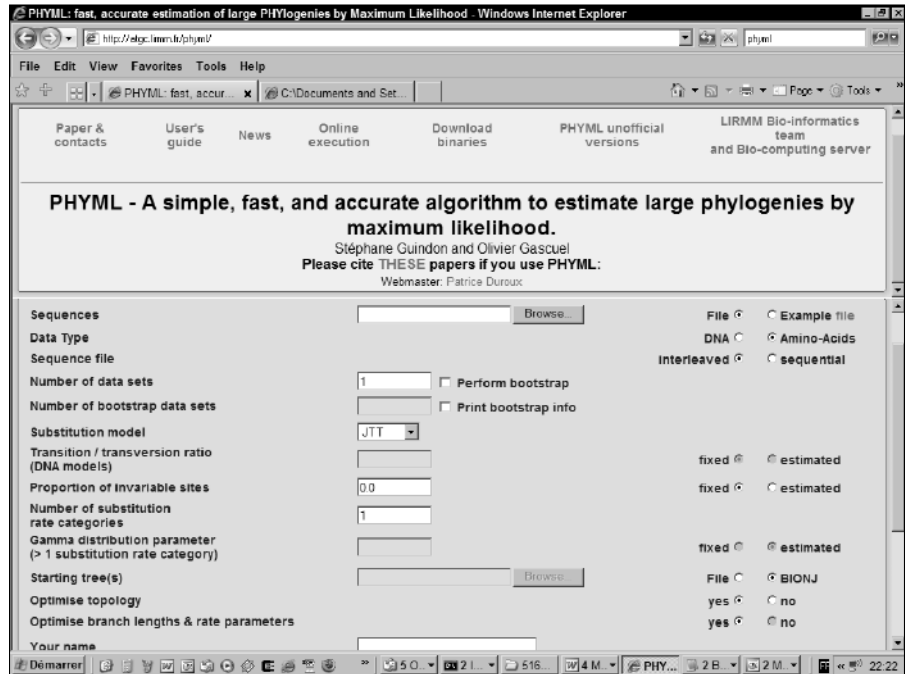 PHYML: fast, accurate estimation of large PHYlogenies by Maximum Likelihood - Windows Internet Explorer
http://atgc.lirmm.fr/phyml/
phyml
File Edit View Favorites Tools Help
PHYML: fast, accur... x C:\Documents and Set...
Page Tools »
Paper & contacts
User's guide
News
Online execution
Download binaries
PHYML unofficial versions
LIRMM Bio-informatics team and Bio-computing server
PHYML - A simple, fast, and accurate algorithm to estimate large phylogenies by
maximum likelihood.
Stéphane Guindon and Olivier Gascuel
Please cite THESE papers if you use PHYML:
Webmaster: Patrice Duroux
Sequences Browse... File Example file
Data Type DNA Amino-Acids
Sequence file interleaved sequential
Number of data sets 1 Perform bootstrap
Number of bootstrap data sets Print bootstrap info
Substitution model JTT
Transition / transversion ratio
(DNA models) fixed estimated
Proportion of invariable sites 0.0 fixed estimated
Number of substitution
rate categories 1
Gamma distribution parameter
(> 1 substitution rate category) fixed estimated
Starting tree(s) Browse... File BIONJ
Optimise topology yes no
Optimise branch lengths & rate parameters yes no
Your name
Démarrer » 5 O... 2 I... 516... 4 M... PHY... 2 B... 2 M... « 22:22